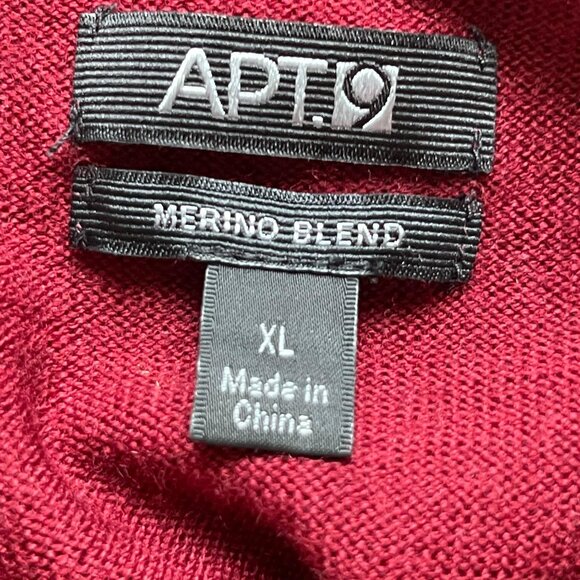 APT.9
MERINO BLEND
XL
Made in
China